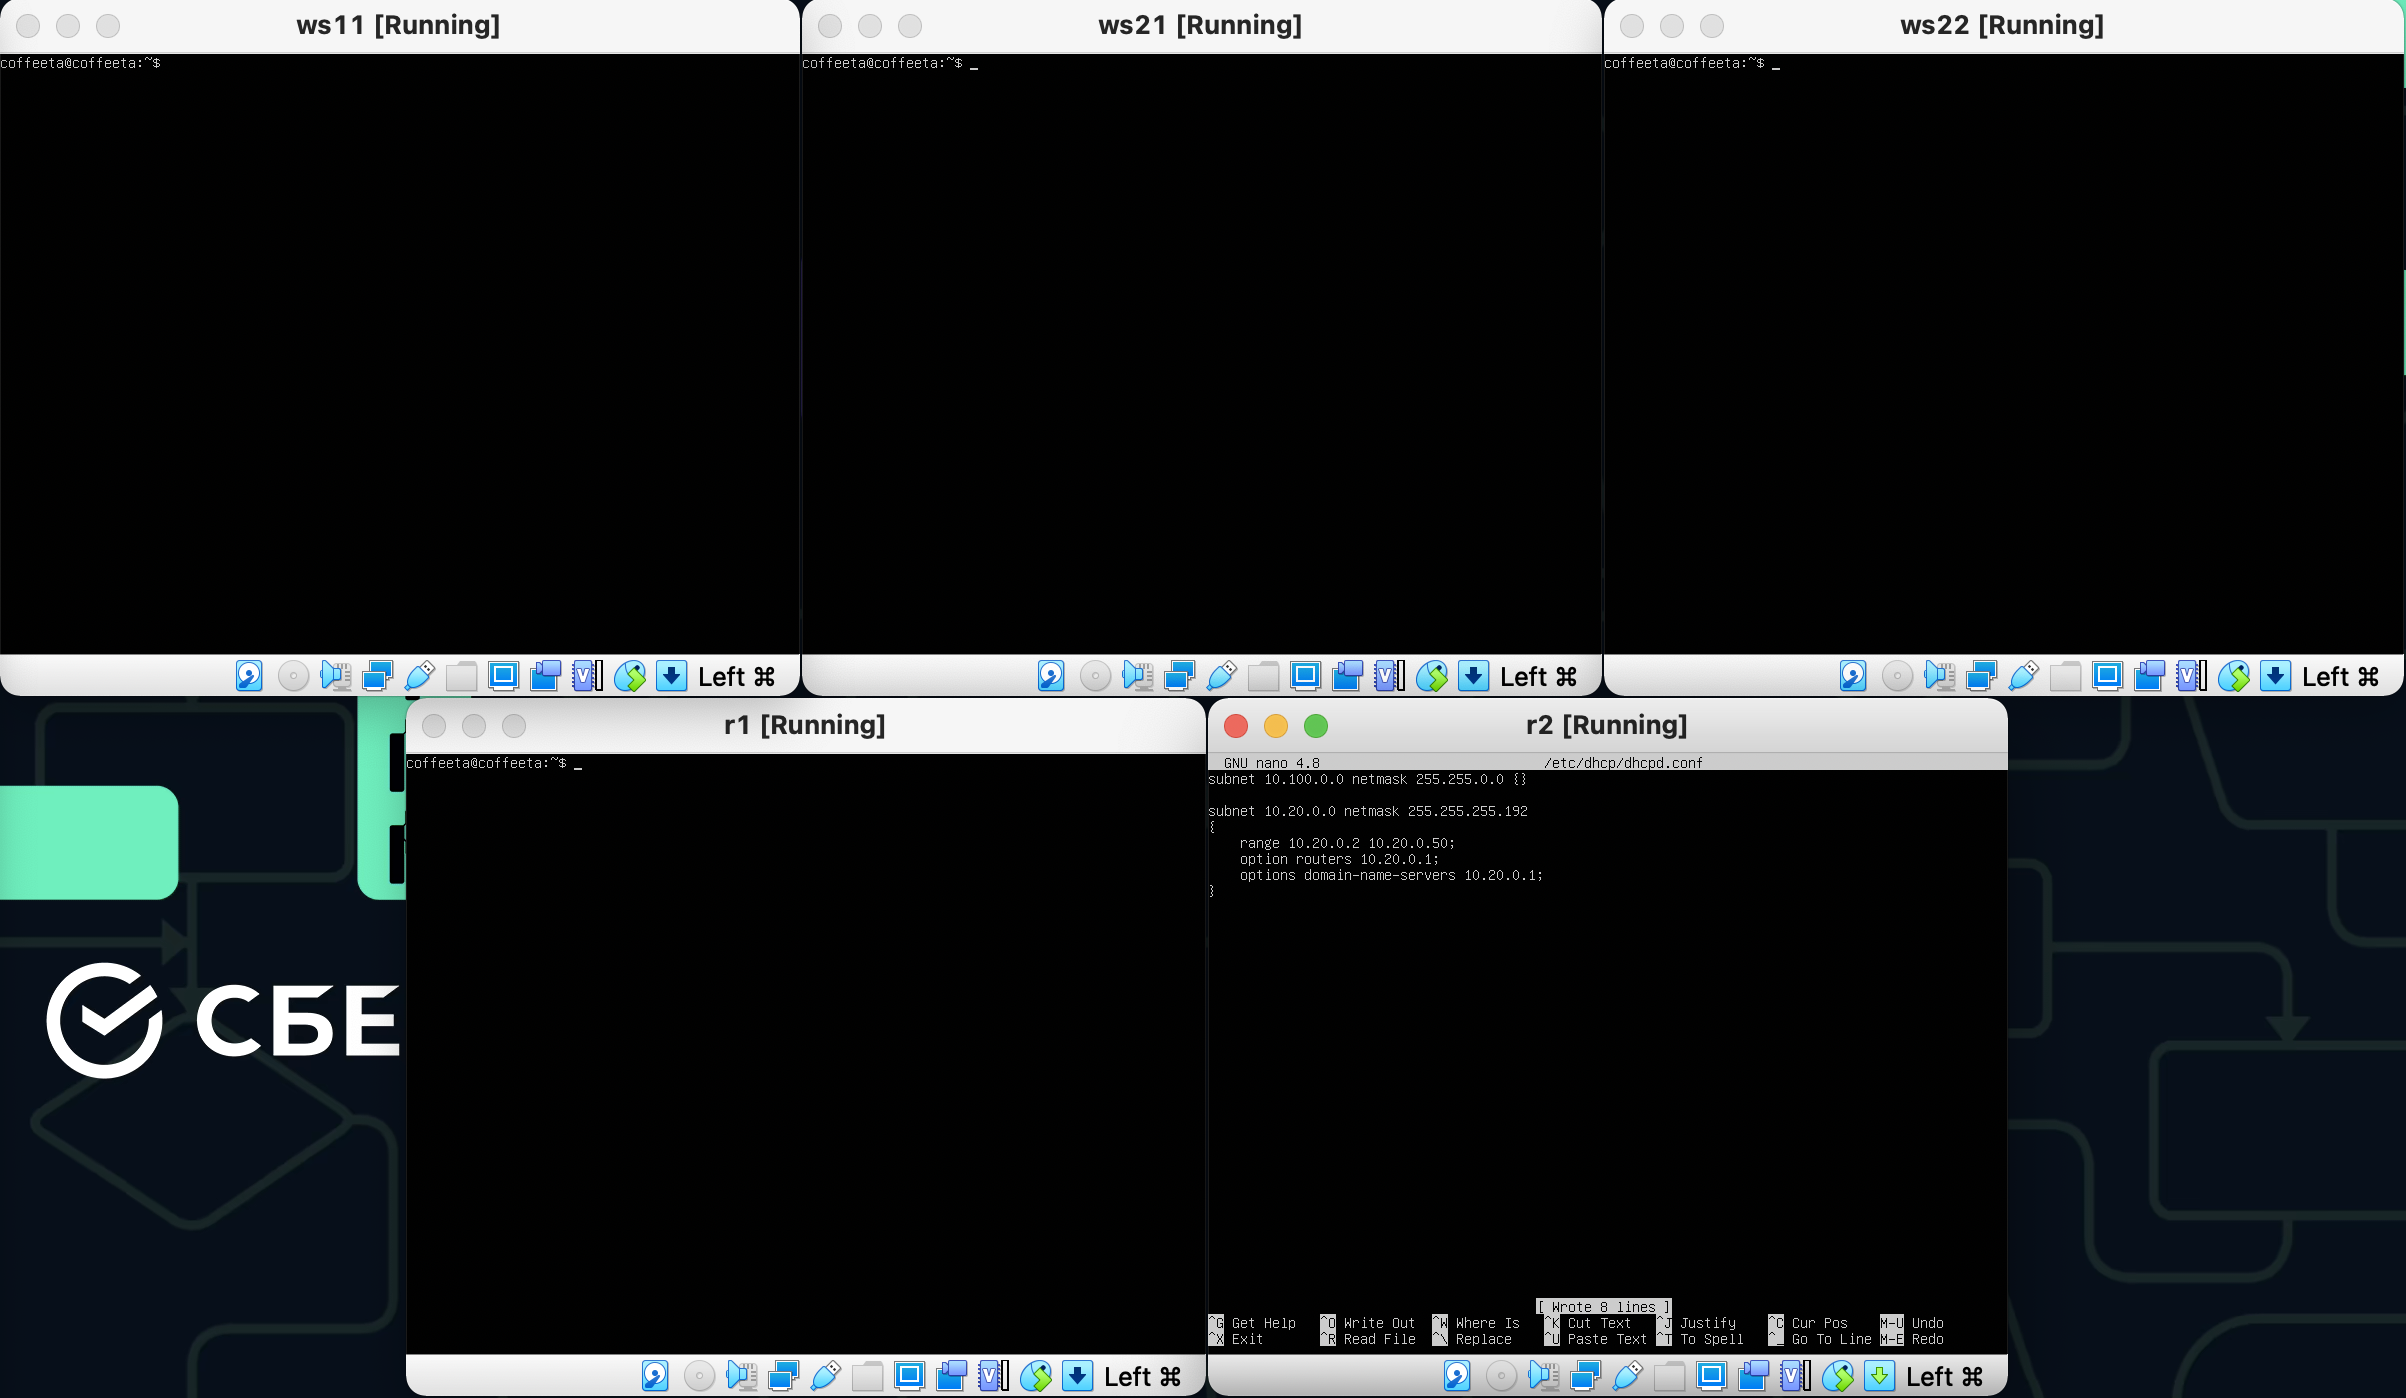 ws11 [Running]
coffeeta@coffeeta:~$
Left ⌘
ws21 [Running]
coffeeta@coffeeta:~$ _
Left ⌘
ws22 [Running]
coffeeta@coffeeta:~$ _
Left ⌘
СБЕ
r1 [Running]
coffeeta@coffeeta:~$ _
Left ⌘
r2 [Running]
GNU nano 4.8 /etc/dhcp/dhcpd.conf
subnet 10.100.0.0 netmask 255.255.0.0 {}
subnet 10.20.0.0 netmask 255.255.255.192
{
range 10.20.0.2 10.20.0.50;
option routers 10.20.0.1;
options domain-name-servers 10.20.0.1;
}
[ Wrote 8 lines ]
^G Get Help ^O Write Out ^W Where Is ^K Cut Text ^J Justify ^C Cur Pos M-U Undo
^X Exit ^R Read File ^\ Replace ^U Paste Text ^T To Spell ^_ Go To Line M-E Redo
Left ⌘